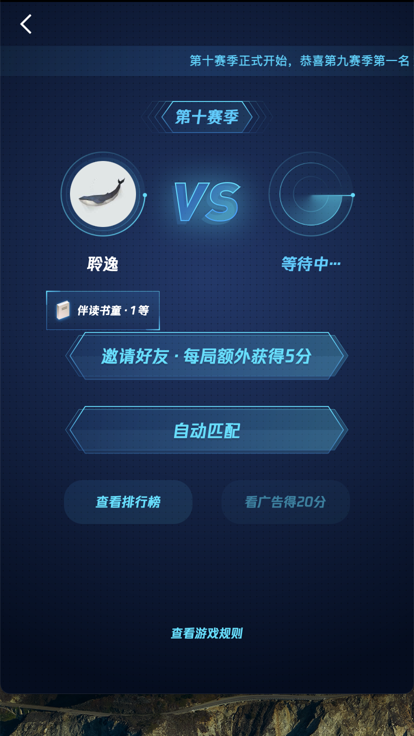 第十赛季正式开始，恭喜第九赛季第一名
第十赛季
VS
聆逸
等待中···
伴读书童·1等
邀请好友·每局额外获得5分
自动匹配
查看排行榜
看广告得20分
查看游戏规则